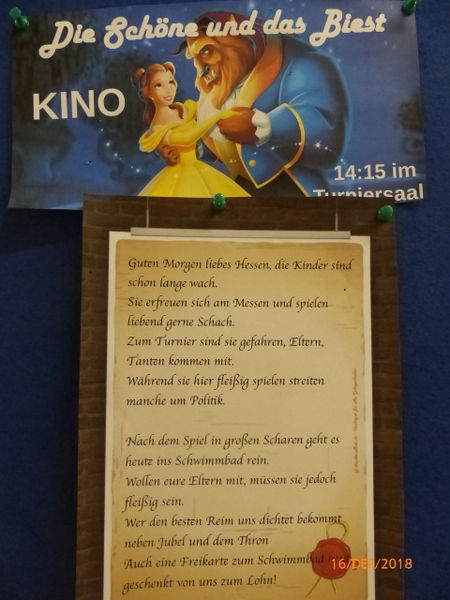 Die Schöne und das Biest
KINO
14:15 im
Turniersaal
Guten Morgen liebes Hessen, die Kinder sind
schon lange wach.
Sie erfreuen sich am Messen und spielen
liebend gerne Schach.
Zum Turnier sind sie gefahren, Eltern,
Tanten kommen mit.
Während sie hier fleißig spielen streiten
manche um Politik.
Nach dem Spiel in großen Scharen geht es
heute ins Schwimmbad rein.
Wollen eure Eltern mit, müssen sie jedoch
fleißig sein.
Wer den besten Reim uns dichtet bekommt
neben Jubel und dem Thron
Auch eine Freikarte zum Schwimmbad
geschenkt von uns zum Lohn!
16/DEZ/2018